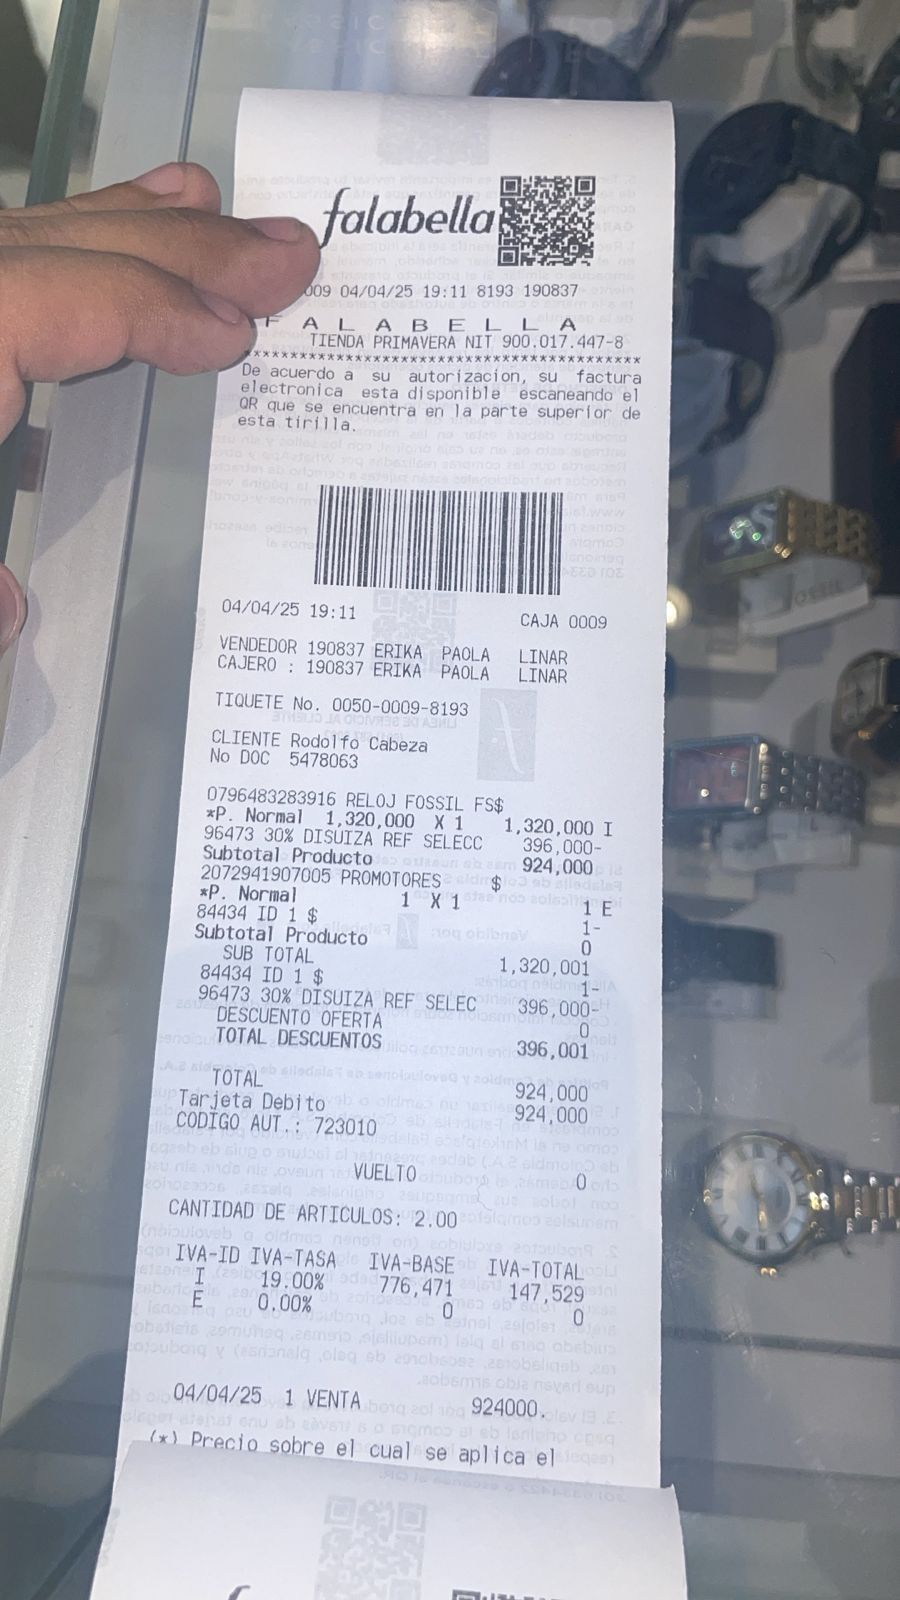 falabella
009 04/04/25 19:11 8193 190837
F A L A B E L L A
TIENDA PRIMAVERA NIT 900.017.447-8
****************************************
De acuerdo a su autorizacion, su factura
electronica esta disponible escaneando el
QR que se encuentra en la parte superior de
esta tirilla.
04/04/25 19:11 CAJA 0009
VENDEDOR 190837 ERIKA PAOLA LINAR
CAJERO : 190837 ERIKA PAOLA LINAR
TIQUETE No. 0050-0009-8193
CLIENTE Rodolfo Cabeza
No DOC 5478063
0796483283916 RELOJ FOSSIL FS$
*P. Normal 1,320,000 X 1 1,320,000 I
96473 30% DISUIZA REF SELECC 396,000-
Subtotal Producto 924,000
2072941907005 PROMOTORES $
*P. Normal 1 X 1 1 E
84434 ID 1 $ 1-
Subtotal Producto 0
SUB TOTAL 1,320,001
84434 ID 1 $ 1-
96473 30% DISUIZA REF SELEC 396,000-
DESCUENTO OFERTA 0
TOTAL DESCUENTOS 396,001
TOTAL 924,000
Tarjeta Debito 924,000
CODIGO AUT.: 723010
VUELTO 0
CANTIDAD DE ARTICULOS: 2.00
IVA-ID IVA-TASA IVA-BASE IVA-TOTAL
I 19.00% 776,471 147,529
E 0.00% 0 0
04/04/25 1 VENTA 924000.
(*) Precio sobre el cual se aplica el